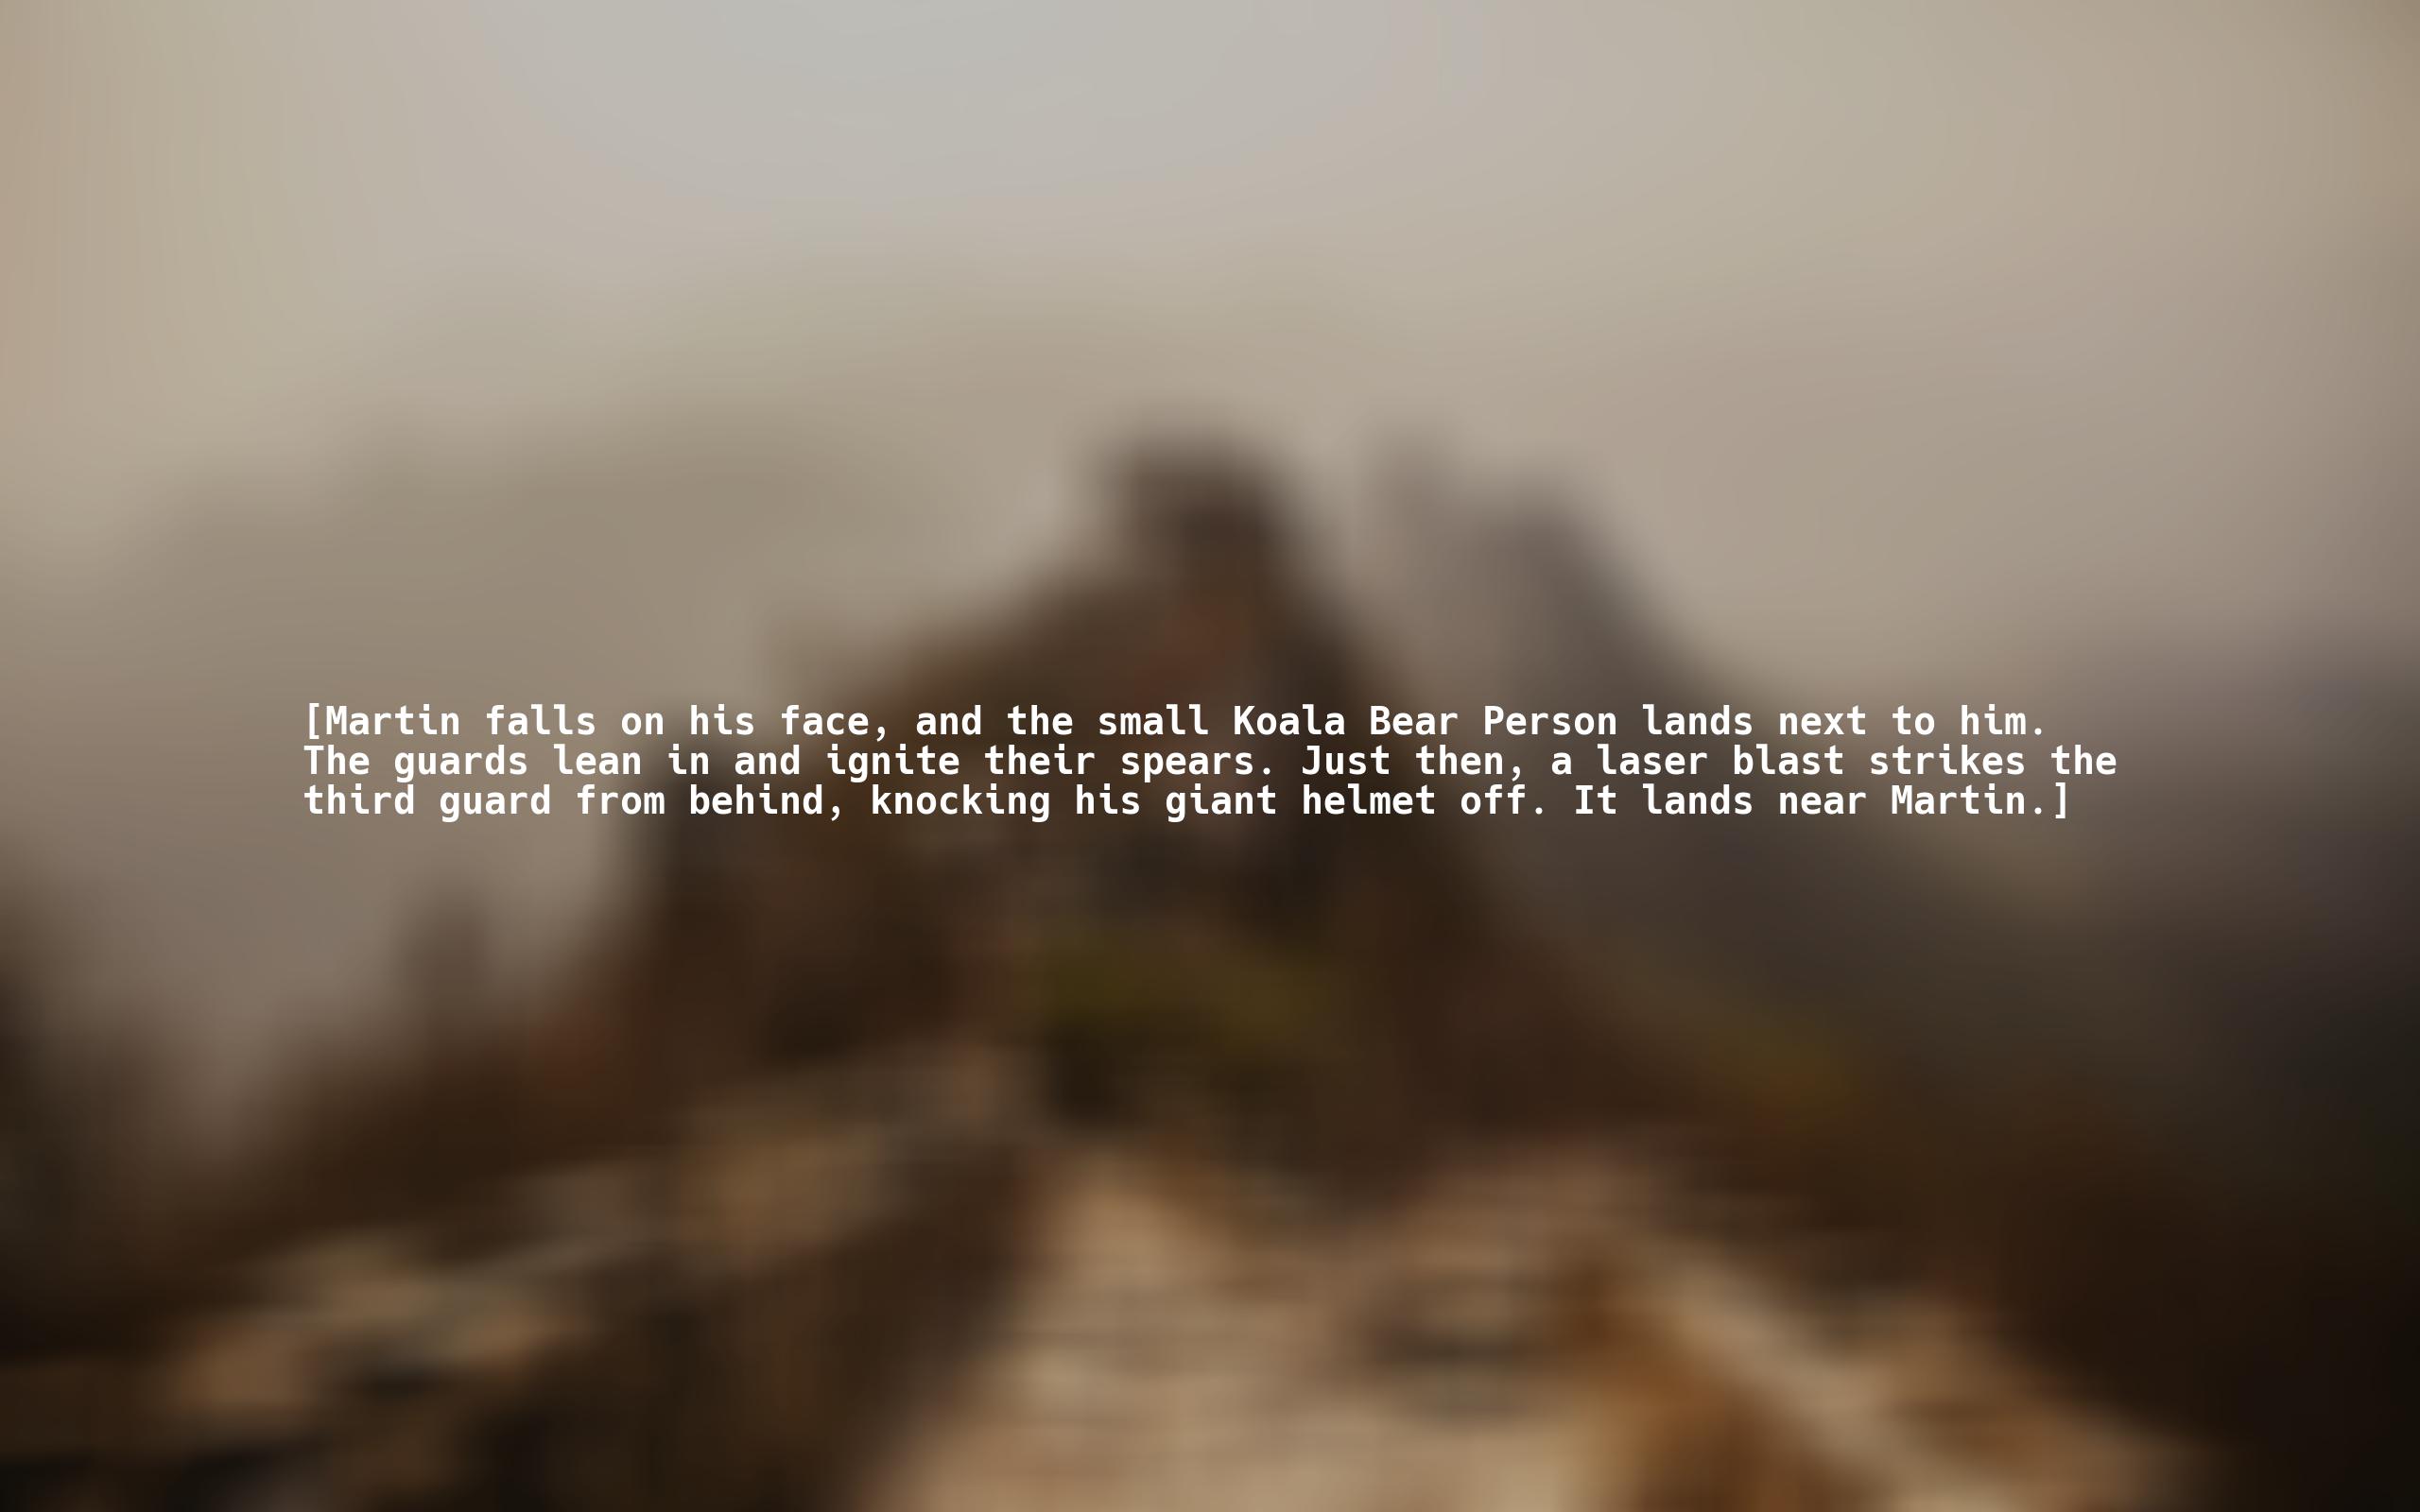 [Martin falls on his face, and the small Koala Bear Person lands next to him.
The guards lean in and ignite their spears. Just then, a laser blast strikes the
third guard from behind, knocking his giant helmet off. It lands near Martin.]